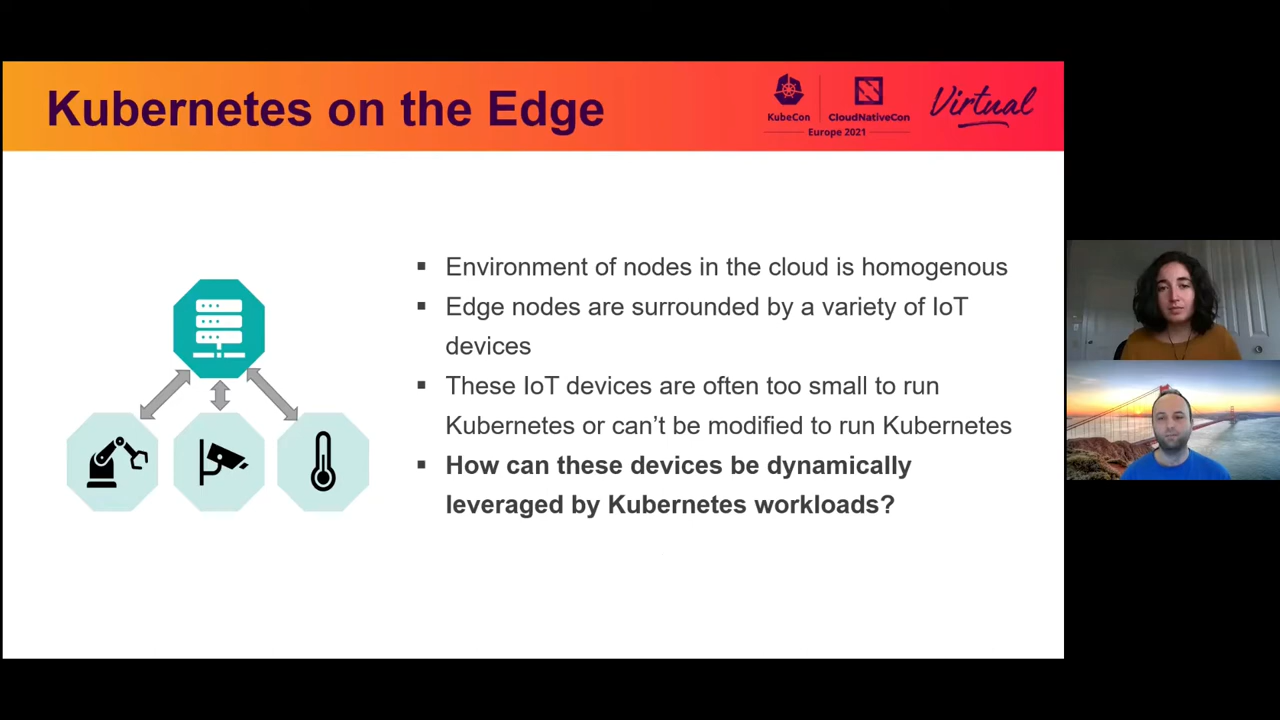 Kubernetes on the Edge
KubeCon
CloudNativeCon
Europe 2021
Virtual
▪ Environment of nodes in the cloud is homogenous
▪ Edge nodes are surrounded by a variety of IoT
devices
▪ These IoT devices are often too small to run
Kubernetes or can't be modified to run Kubernetes
▪ How can these devices be dynamically
leveraged by Kubernetes workloads?